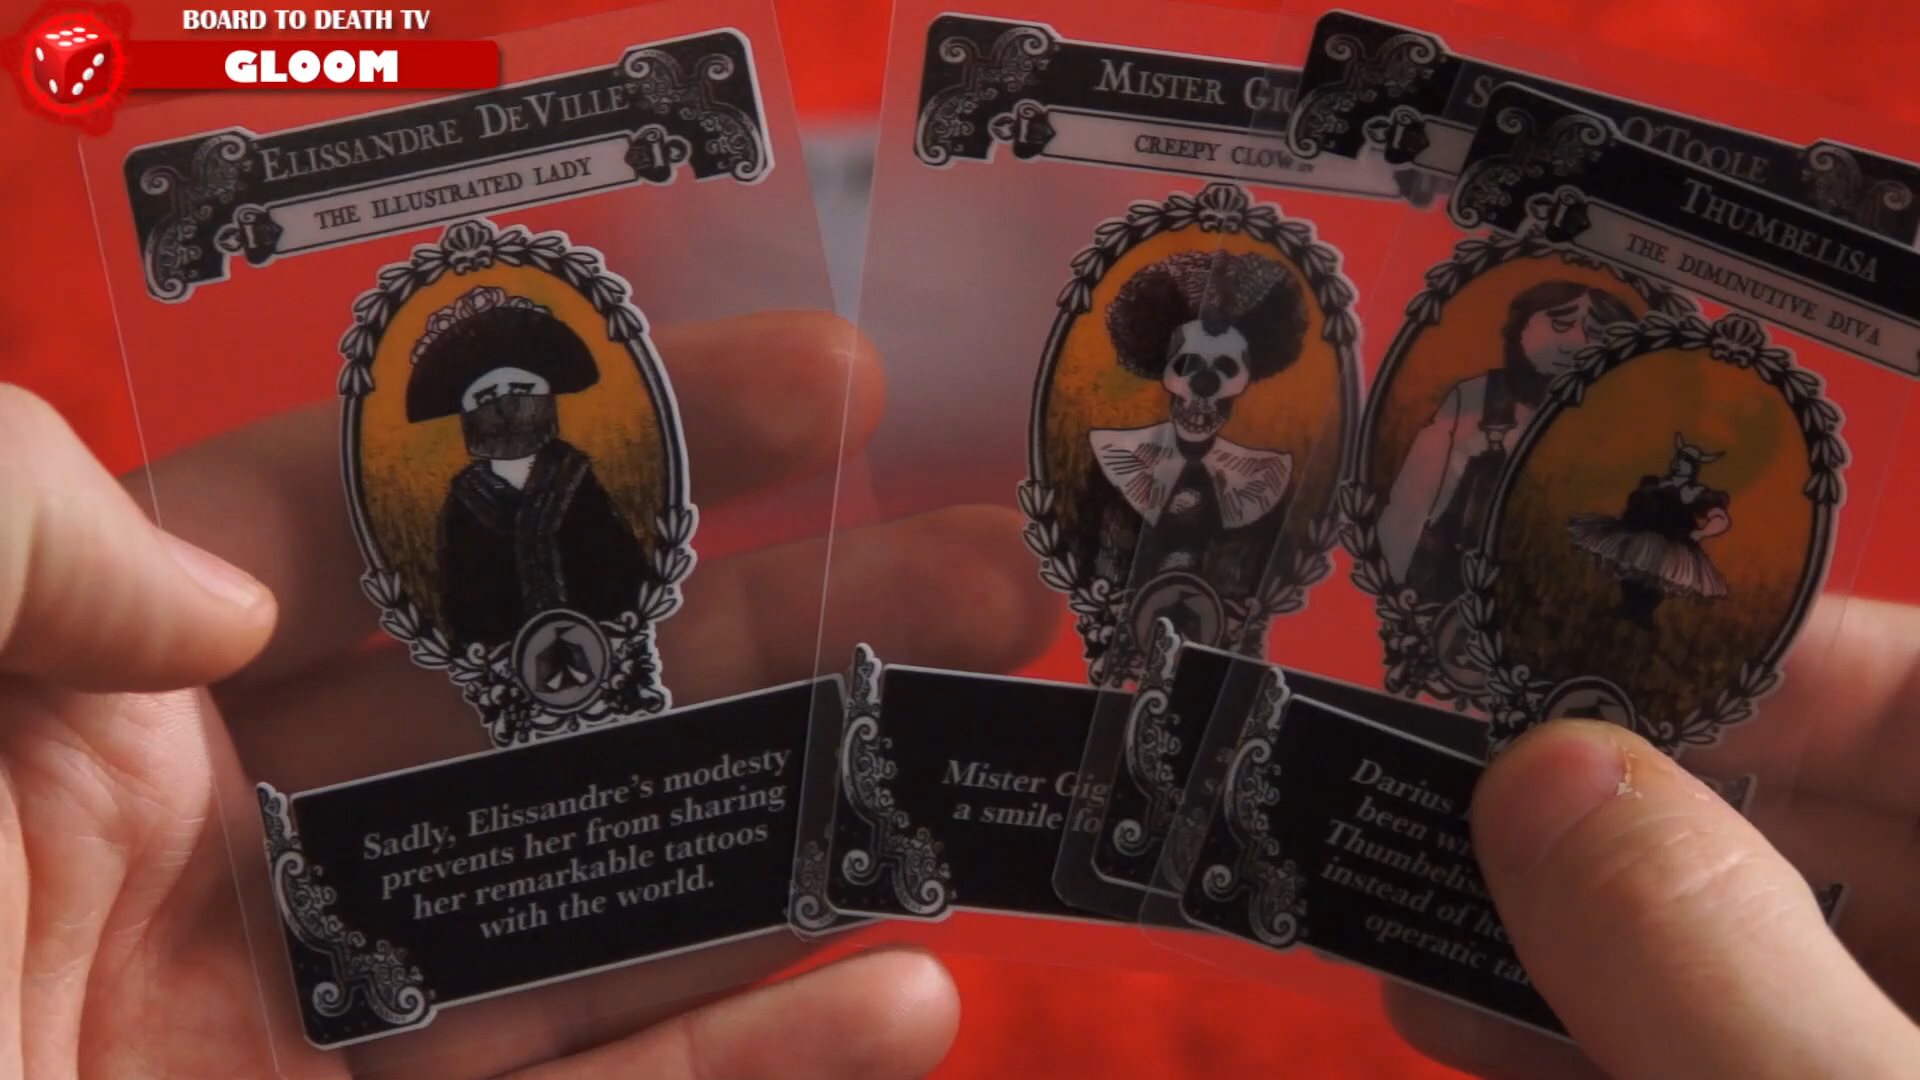 BOARD TO DEATH TV
GLOOM
ELISSANDRE DEVILLE
THE ILLUSTRATED LADY
Sadly, Elissandre's modesty
prevents her from sharing
her remarkable tattoos
with the world.
MISTER
CREEPY CLOWN
Mister
a smile
O'TOOLE
THUMBELISA
THE DIMINUTIVE DIVA
Darius
been
instead of
operatic